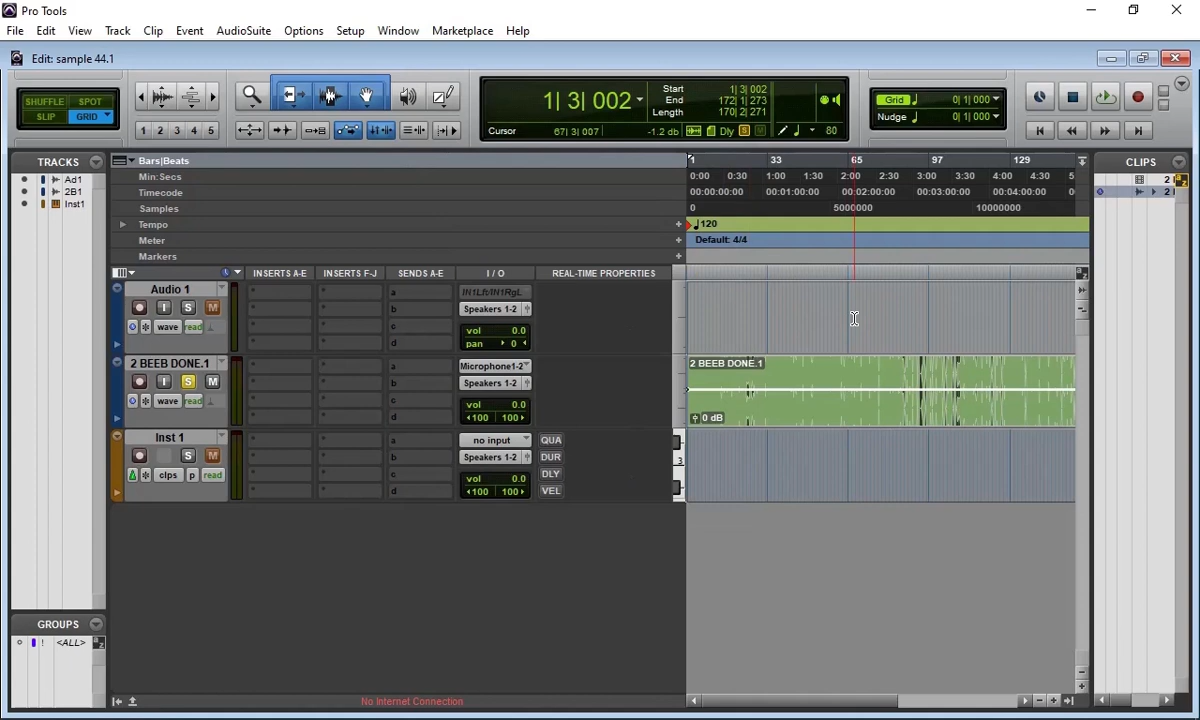 Pro Tools
File Edit View Track Clip Event AudioSuite Options Setup Window Marketplace Help
Edit: sample 44.1
SHUFFLE SPOT
SLIP GRID
1 2 3 4 5
1| 3| 002
Start 1| 3| 002
End 172| 1| 273
Length 170| 2| 271
Cursor 67| 3| 007 -1.2 db Dly S M 80
Grid 0| 1| 000
Nudge 0| 1| 000
TRACKS
Ad1
2B1
Inst1
Bars|Beats 1 33 65 97 129
Min:Secs 0:00 0:30 1:00 1:30 2:00 2:30 3:00 3:30 4:00 4:30 5
Timecode 00:00:00:00 00:01:00:00 00:02:00:00 00:03:00:00 00:04:00:00
Samples 0 5000000 10000000
Tempo + 120
Meter + Default: 4/4
Markers +
CLIPS
2
2
INSERTS A-E INSERTS F-J SENDS A-E I / O REAL-TIME PROPERTIES
Audio 1
I S M
wave read
a
b
c
d
IN1Lft/IN1RgL
Speakers 1-2
vol 0.0
pan 0
2 BEEB DONE.1
I S M
wave read
a
b
c
d
Microphone1-2
Speakers 1-2
vol 0.0
100 100
2 BEEB DONE.1
0 dB
Inst 1
S M
clps p read
a
b
c
d
no input
Speakers 1-2
vol 0.0
100 100
QUA
DUR
DLY
VEL
3
GROUPS
! <ALL>
No Internet Connection